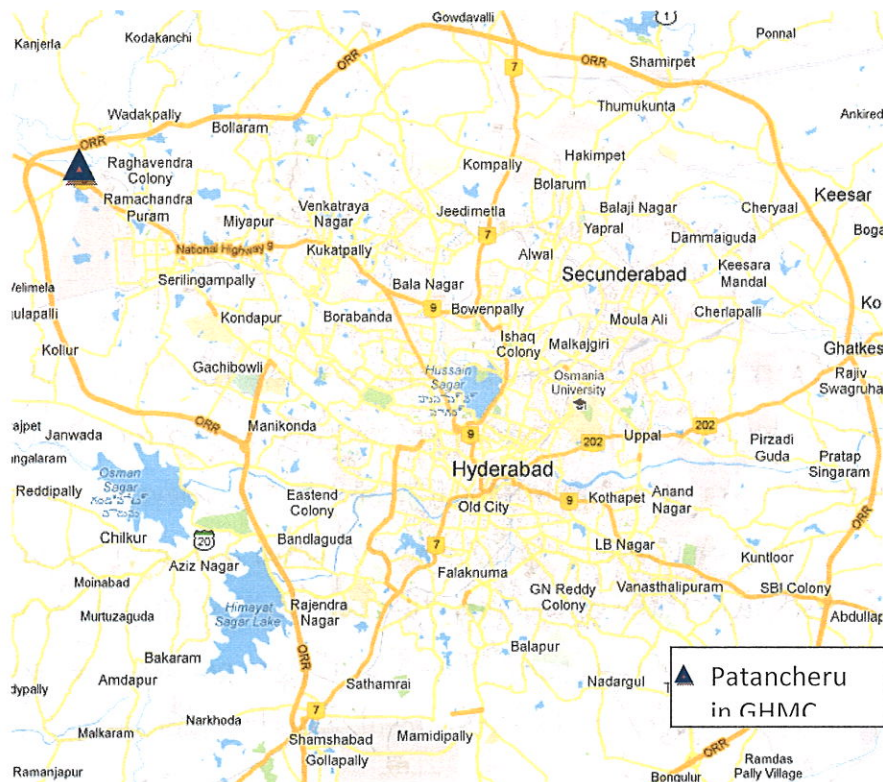 Gowdavalli
1
Kanjerla
Kodakanchi
Ponnal
ORR
ORR
Shamirpet
7
Thumukunta
Wadakpally
Ankired
Bollaram
ORR
Hakimpet
Raghavendra
Colony
Kompally
Bolarum
Keesar
Ramachandra
Puram
Venkatraya
Nagar
Jeedimetla
Balaji Nagar
Cheryaal
Miyapur
Yapral
Boga
7
Dammaiguda
National Highway 9
Kukatpally
Alwal
Keesara
Mandal
Secunderabad
Serilingampally
Bala Nagar
Velimela
gulapalli
9
Bowenpally
Ko
Kondapur
Borabanda
Moula Ali
Cherlapalli
Ishaq
Colony
Malkajgiri
Kollur
Ghatkes
Gachibowli
Hussain
Sagar
Osmania
University
Rajiv
Swagruha
ORR
Manikonda
ajpet
Janwada
9
202
202
Uppal
Pirzadi
Guda
Pratap
Singaram
angalaram
Osman
Sagar
Hyderabad
Reddipally
Eastend
Colony
Old City
9
Kothapet
Anand
Nagar
ORR
Chilkur
20
Bandlaguda
7
LB Nagar
Kuntloor
Aziz Nagar
Falaknuma
Moinabad
GN Reddy
Colony
Vanasthalipuram
SBI Colony
Murtuzaguda
Himayat
Sagar Lake
Rajendra
Nagar
Abdullap
Bakaram
ORR
Balapur
Amdapur
dypally
Sathamrai
Nadargul
T
Patancheru
in GHMC
Narkhoda
7
Malkaram
Shamshabad
Mamidipally
Gollapally
ORR
Ramanjapur
Bongulur
Ramdas
Pally Village